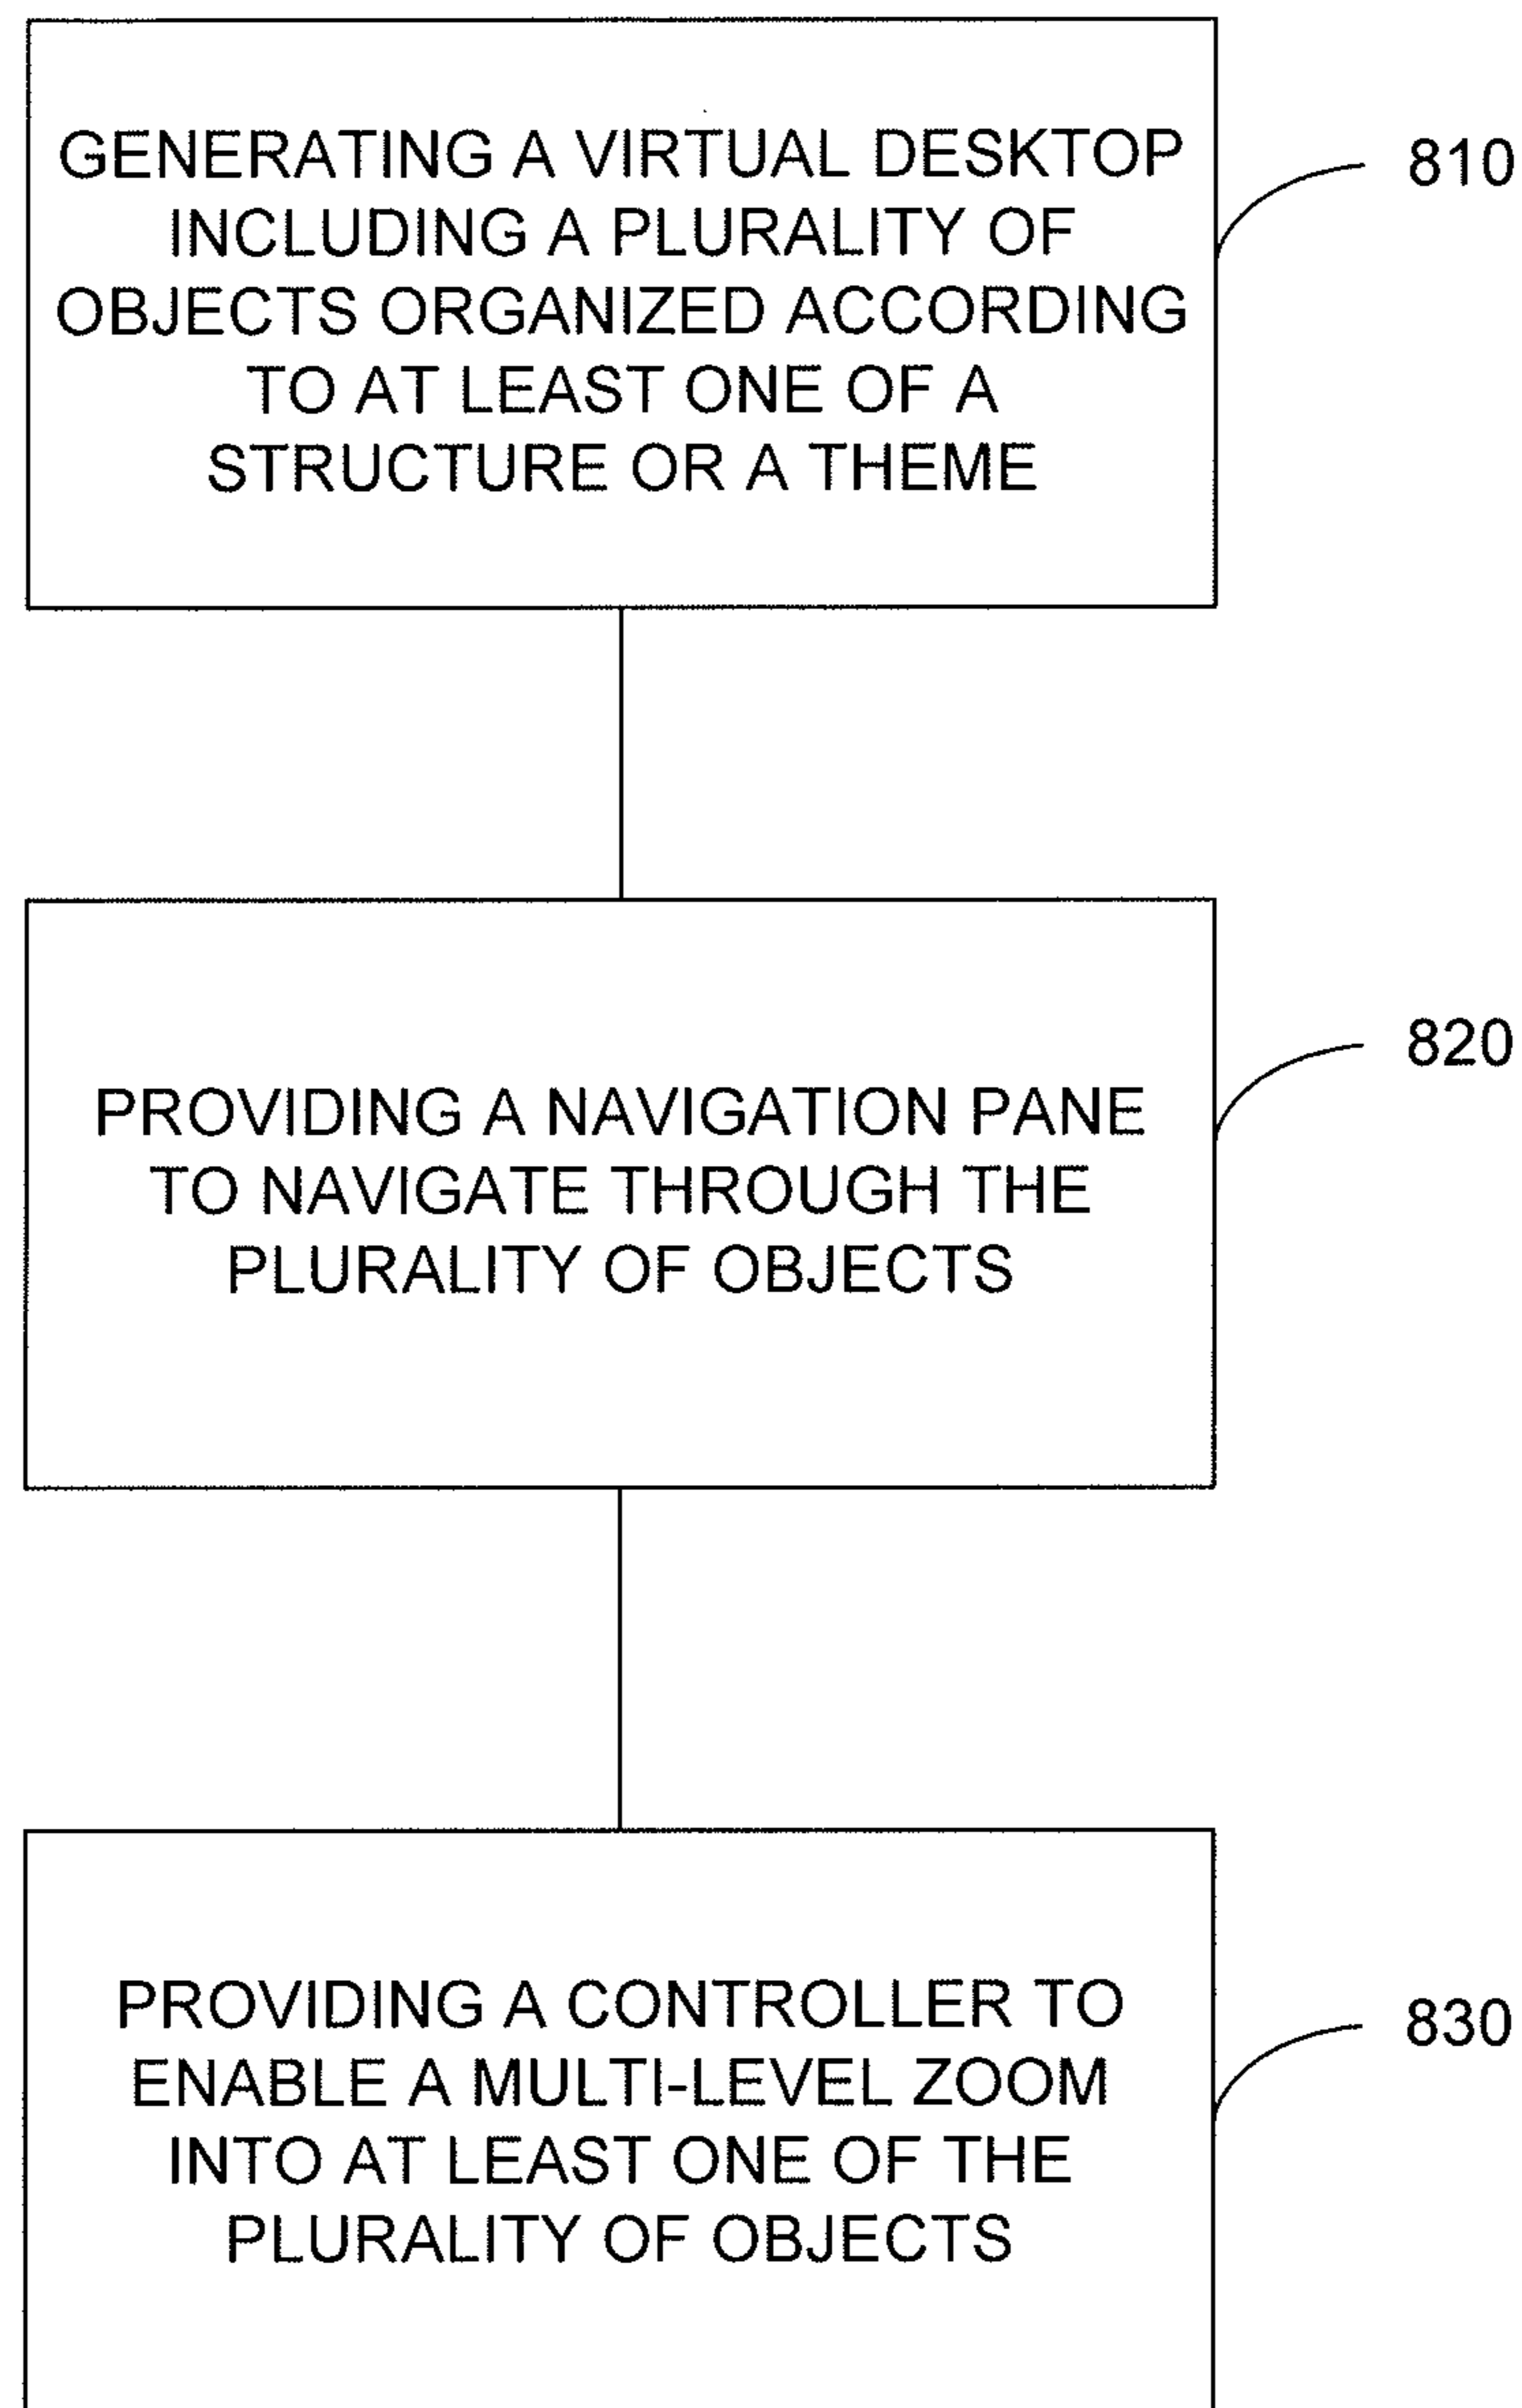 GENERATING A VIRTUAL DESKTOP
INCLUDING A PLURALITY OF
OBJECTS ORGANIZED ACCORDING
TO AT LEAST ONE OF A
STRUCTURE OR A THEME
810
PROVIDING A NAVIGATION PANE
TO NAVIGATE THROUGH THE
PLURALITY OF OBJECTS
820
PROVIDING A CONTROLLER TO
ENABLE A MULTI-LEVEL ZOOM
INTO AT LEAST ONE OF THE
PLURALITY OF OBJECTS
830